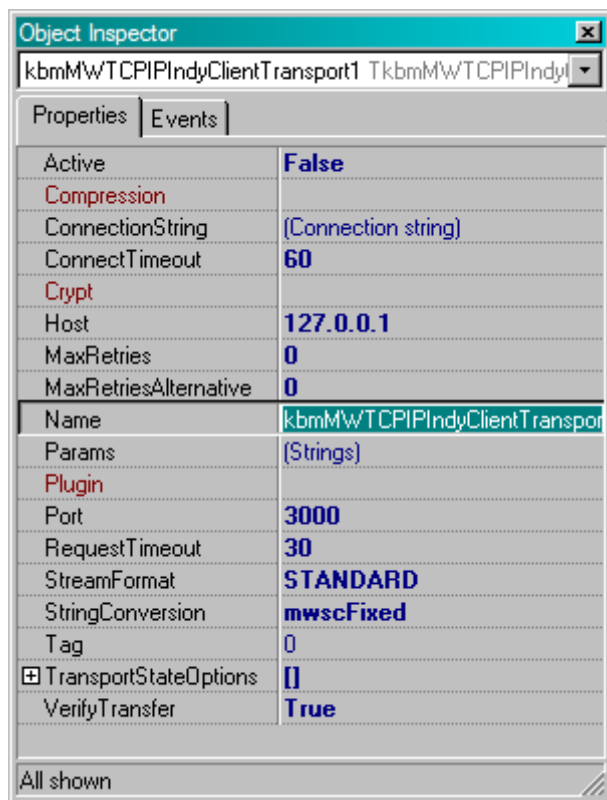 Object Inspector
kbmMWTCPIPIndyClientTransport1 TkbmMWTCPIPIndy
Properties Events
Active False
Compression
ConnectionString (Connection string)
ConnectTimeout 60
Crypt
Host 127.0.0.1
MaxRetries 0
MaxRetriesAlternative 0
Name kbmMWTCPIPIndyClientTranspor
Params (Strings)
Plugin
Port 3000
RequestTimeout 30
StreamFormat STANDARD
StringConversion mwscFixed
Tag 0
TransportStateOptions []
VerifyTransfer True
All shown